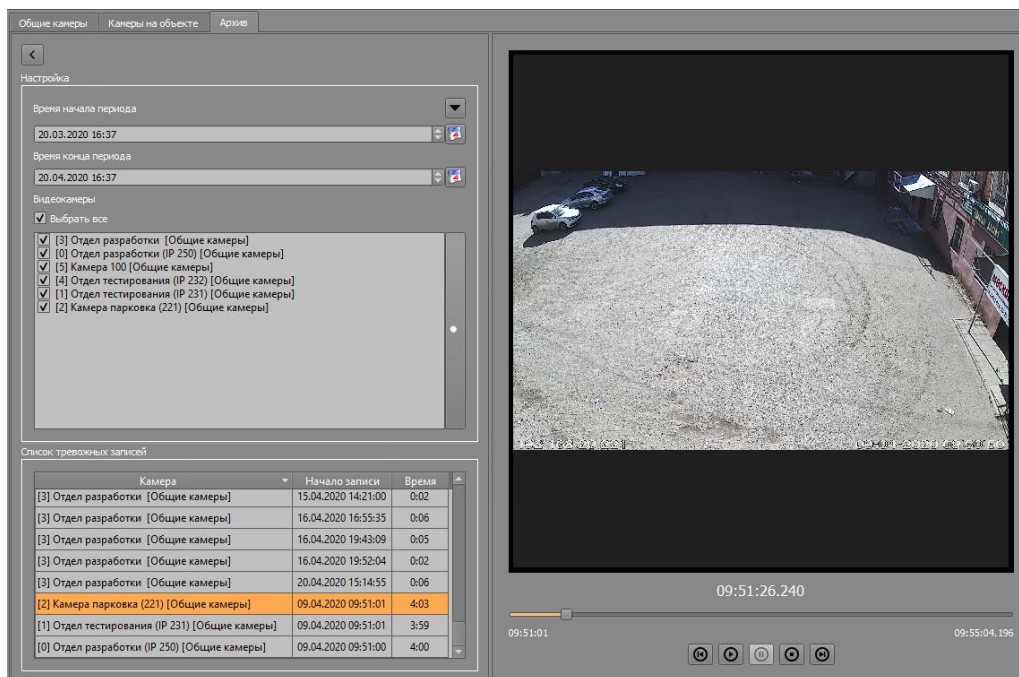 Общие камеры
Камеры на объекте
Архив
Настройка
Время начала периода
20.03.2020 16:37
Время конца периода
20.04.2020 16:37
Видеокамеры
Выбрать все
[3] Отдел разработки [Общие камеры]
[0] Отдел разработки (IP 250) [Общие камеры]
[5] Камера 100 [Общие камеры]
[4] Отдел тестирования (IP 232) [Общие камеры]
[1] Отдел тестирования (IP 231) [Общие камеры]
[2] Камера парковка (221) [Общие камеры]
Список тревожных записей
Камера Начало записи Время
[3] Отдел разработки [Общие камеры] 15.04.2020 14:21:00 0:02
[3] Отдел разработки [Общие камеры] 16.04.2020 16:55:35 0:06
[3] Отдел разработки [Общие камеры] 16.04.2020 19:43:09 0:05
[3] Отдел разработки [Общие камеры] 16.04.2020 19:52:04 0:02
[3] Отдел разработки [Общие камеры] 20.04.2020 15:14:55 0:06
[2] Камера парковка (221) [Общие камеры] 09.04.2020 09:51:01 4:03
[1] Отдел тестирования (IP 231) [Общие камеры] 09.04.2020 09:51:01 3:59
[0] Отдел разработки (IP 250) [Общие камеры] 09.04.2020 09:51:00 4:00
09:51:26.240
09:51:01
09:55:04.196